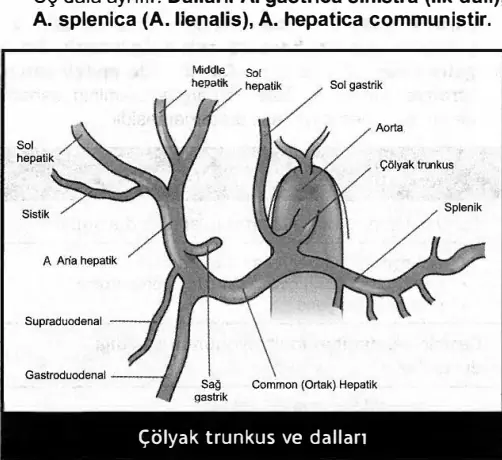 Üç dala ayrılır. Dalları: A. gastrica sinistra (ilk dalı),
A. splenica (A. lienalis), A. hepatica communistir.
Middle
hepatik
Sol
hepatik
Sol gastrik
Aorta
Çölyak trunkus
Sol
hepatik
Splenik
Sistik
A Ana hepatik
Supraduodenal
Gastroduodenal
Sağ
gastrik
Common (Ortak) Hepatik
Çölyak trunkus ve dalları